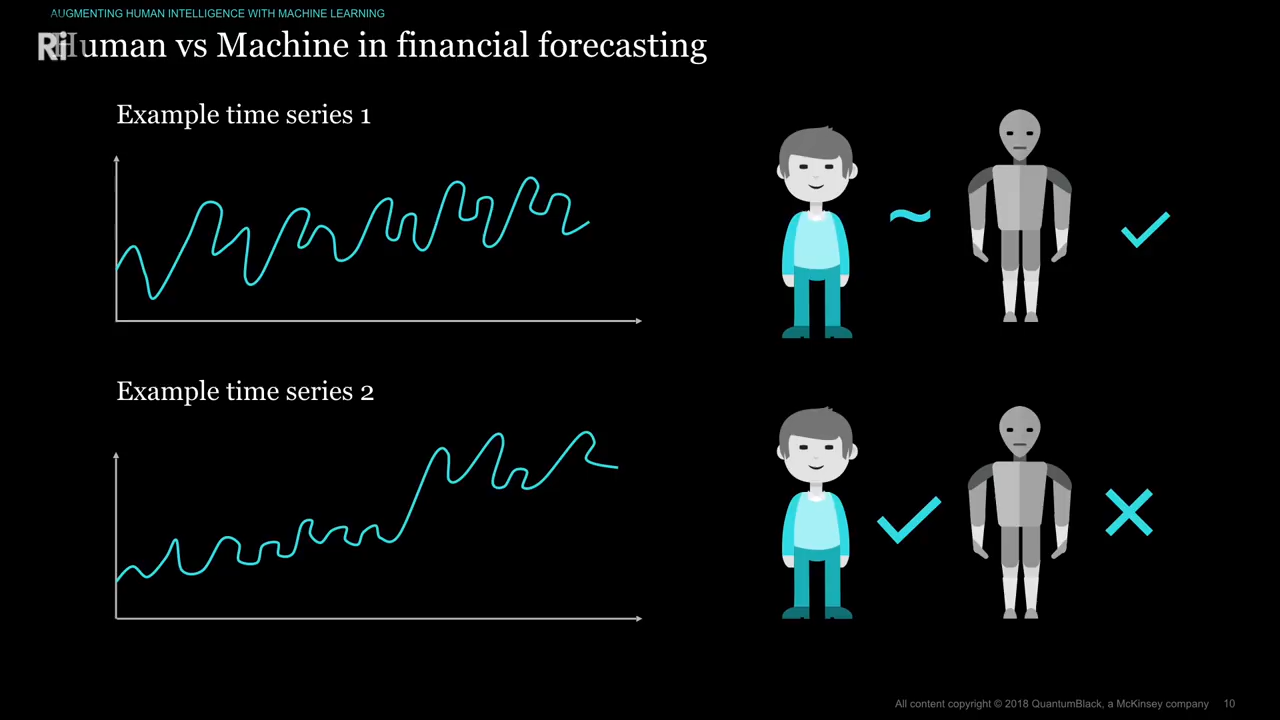 AUGMENTING HUMAN INTELLIGENCE WITH MACHINE LEARNING
Human vs Machine in financial forecasting
Ri
Example time series 1
Example time series 2
All content copyright © 2018 QuantumBlack, a McKinsey company 10